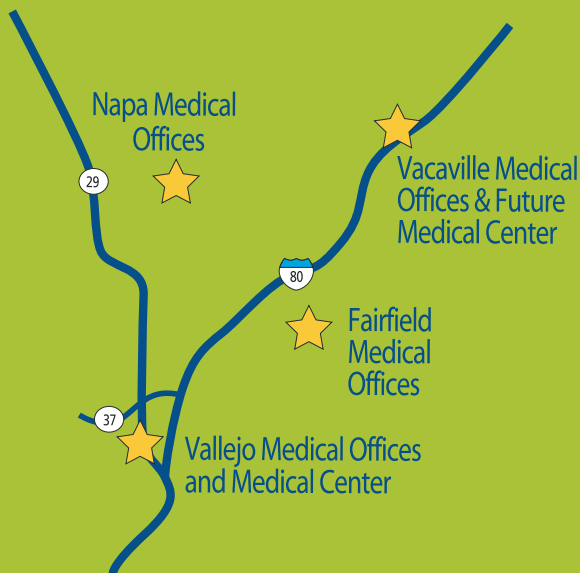 Napa Medical
Offices
29
Vacaville Medical
Offices & Future
Medical Center
80
Fairfield
Medical
Offices
37
Vallejo Medical Offices
and Medical Center